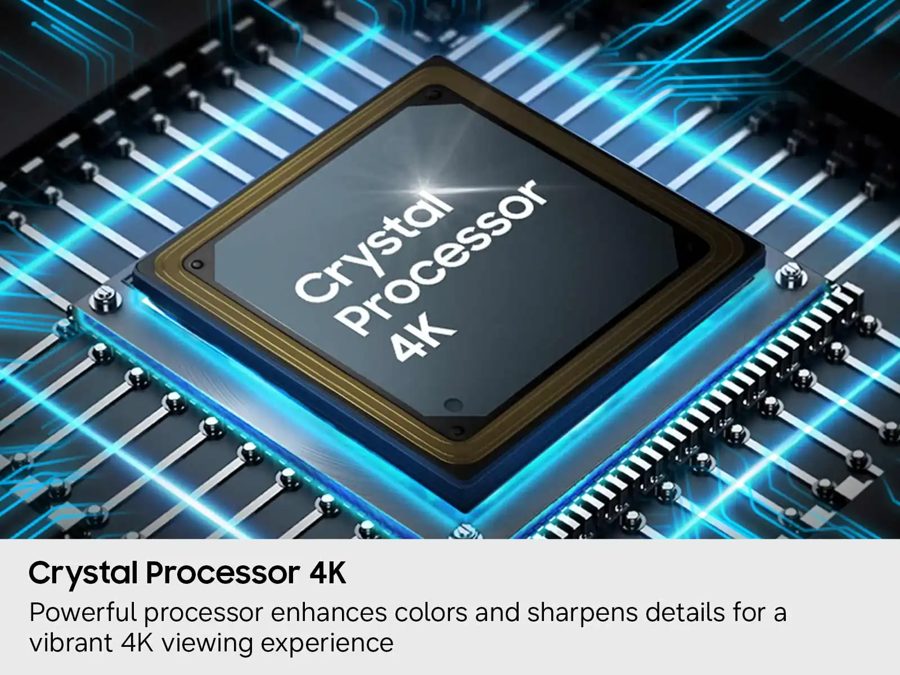 Crystal
Processor
4K
Crystal Processor 4K
Powerful processor enhances colors and sharpens details for a
vibrant 4K viewing experience